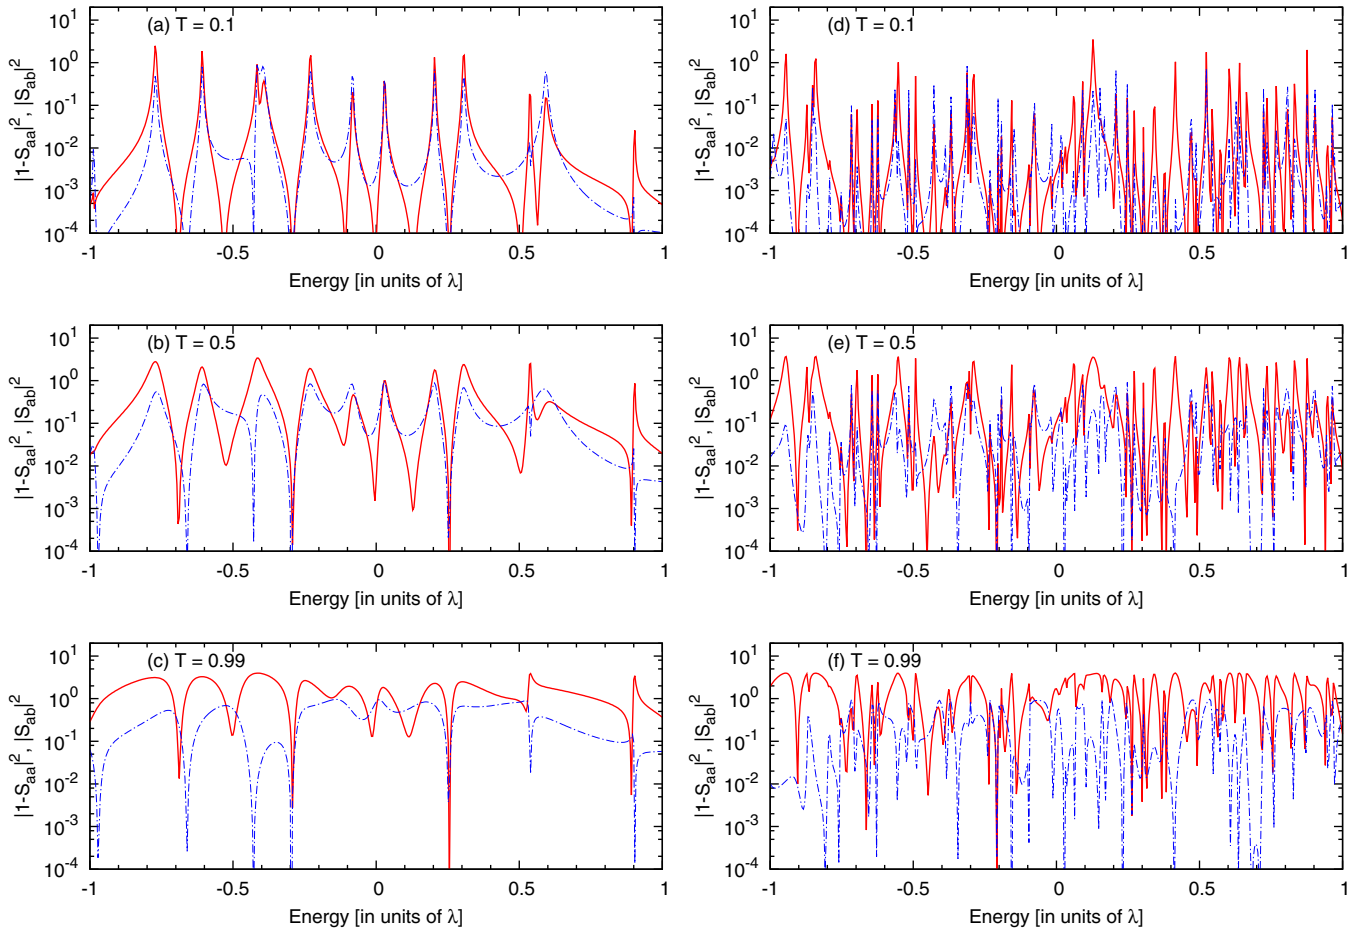 (a) T = 0.1
|1-S_aa|^2, |S_ab|^2
10^1
10^0
10^-1
10^-2
10^-3
10^-4
-1 -0.5 0 0.5 1
Energy [in units of λ]
(b) T = 0.5
|1-S_aa|^2, |S_ab|^2
10^1
10^0
10^-1
10^-2
10^-3
10^-4
-1 -0.5 0 0.5 1
Energy [in units of λ]
(c) T = 0.99
|1-S_aa|^2, |S_ab|^2
10^1
10^0
10^-1
10^-2
10^-3
10^-4
-1 -0.5 0 0.5 1
Energy [in units of λ]
(d) T = 0.1
|1-S_aa|^2, |S_ab|^2
10^1
10^0
10^-1
10^-2
10^-3
10^-4
-1 -0.5 0 0.5 1
Energy [in units of λ]
(e) T = 0.5
|1-S_aa|^2, |S_ab|^2
10^1
10^0
10^-1
10^-2
10^-3
10^-4
-1 -0.5 0 0.5 1
Energy [in units of λ]
(f) T = 0.99
|1-S_aa|^2, |S_ab|^2
10^1
10^0
10^-1
10^-2
10^-3
10^-4
-1 -0.5 0 0.5 1
Energy [in units of λ]